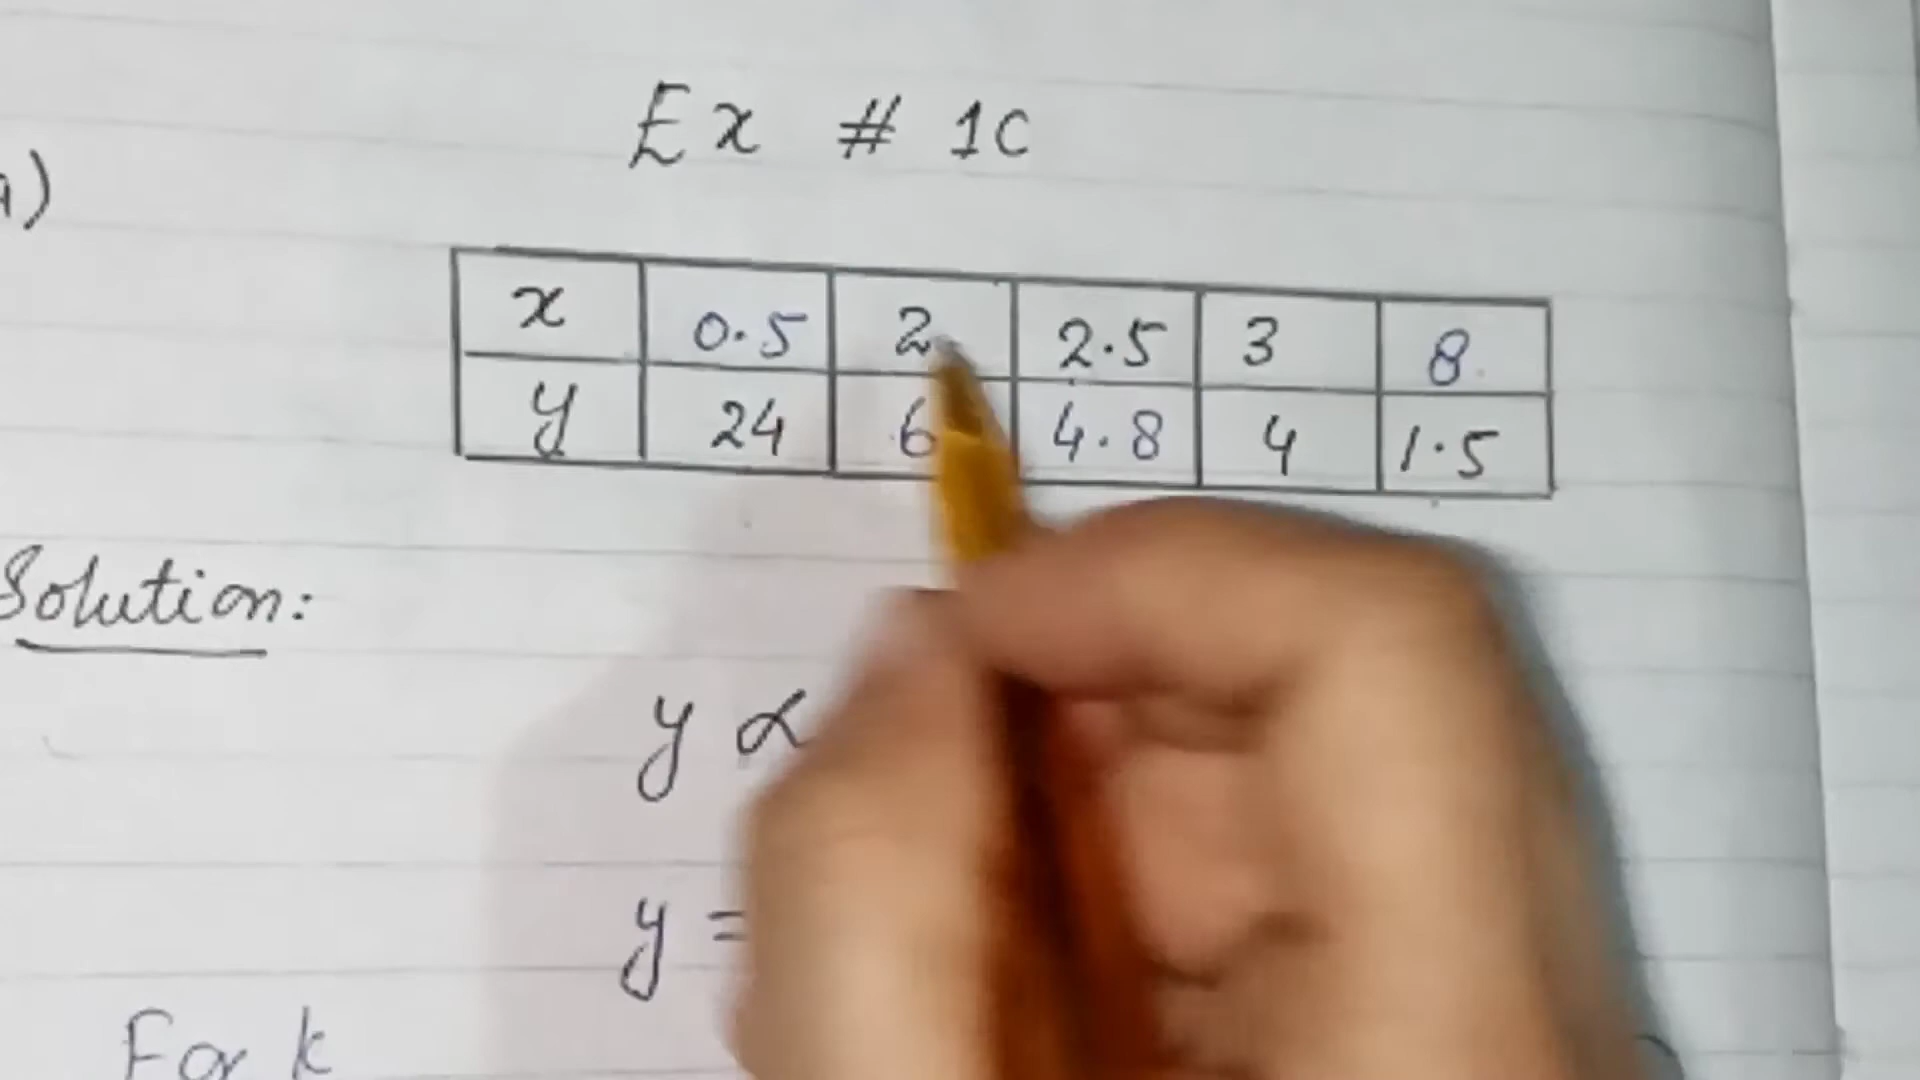 Ex # 1C
a)
x 0.5 2 2.5 3 8
y 24 6 4.8 4 1.5
Solution:
y ∝
y =
For k